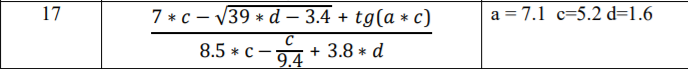 17
7 * c − √39 * d − 3.4 + tg(a * c)
8.5 * c − c/9.4 + 3.8 * d
a = 7.1 c=5.2 d=1.6